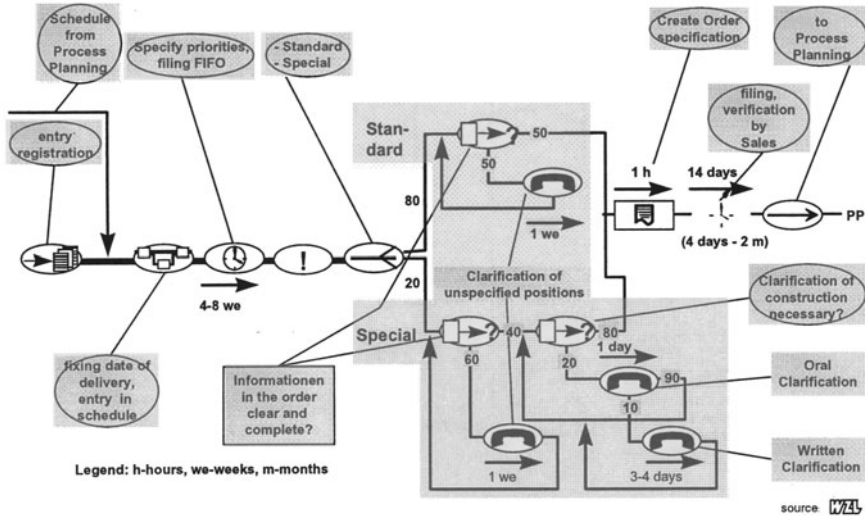 Schedule
from
Process
Planning
Specify priorities,
filing FIFO
- Standard
- Special
Create Order
specification
to
Process
Planning
entry
registration
Stan-
dard
? 50
50
80
1 we
filing,
verification
by
Sales
1 h
14 days
(4 days - 2 m)
PP
4-8 we
!
20
Clarification of
unspecified positions
Special
? 40
60
? 80
20
1 day
90
10
Clarification of
construction
necessary?
fixing date of
delivery,
entry in
schedule
Informationen
in the order
clear and
complete?
Oral
Clarification
Written
Clarification
1 we
3-4 days
Legend: h-hours, we-weeks, m-months
source: WZL